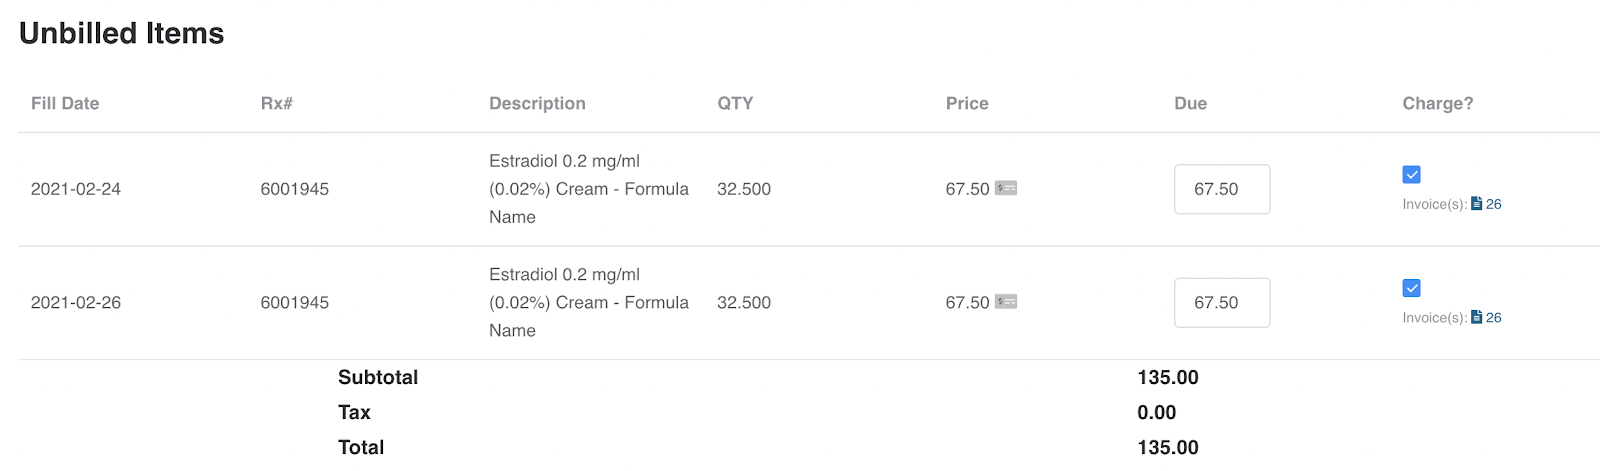 Unbilled Items
Fill Date Rx# Description QTY Price Due Charge?
Estradiol 0.2 mg/ml
2021-02-24 6001945 (0.02%) Cream - Formula 32.500 67.50 67.50
Name
Invoice(s): 26
Estradiol 0.2 mg/ml
2021-02-26 6001945 (0.02%) Cream - Formula 32.500 67.50 67.50
Name
Invoice(s): 26
Subtotal 135.00
Tax 0.00
Total 135.00